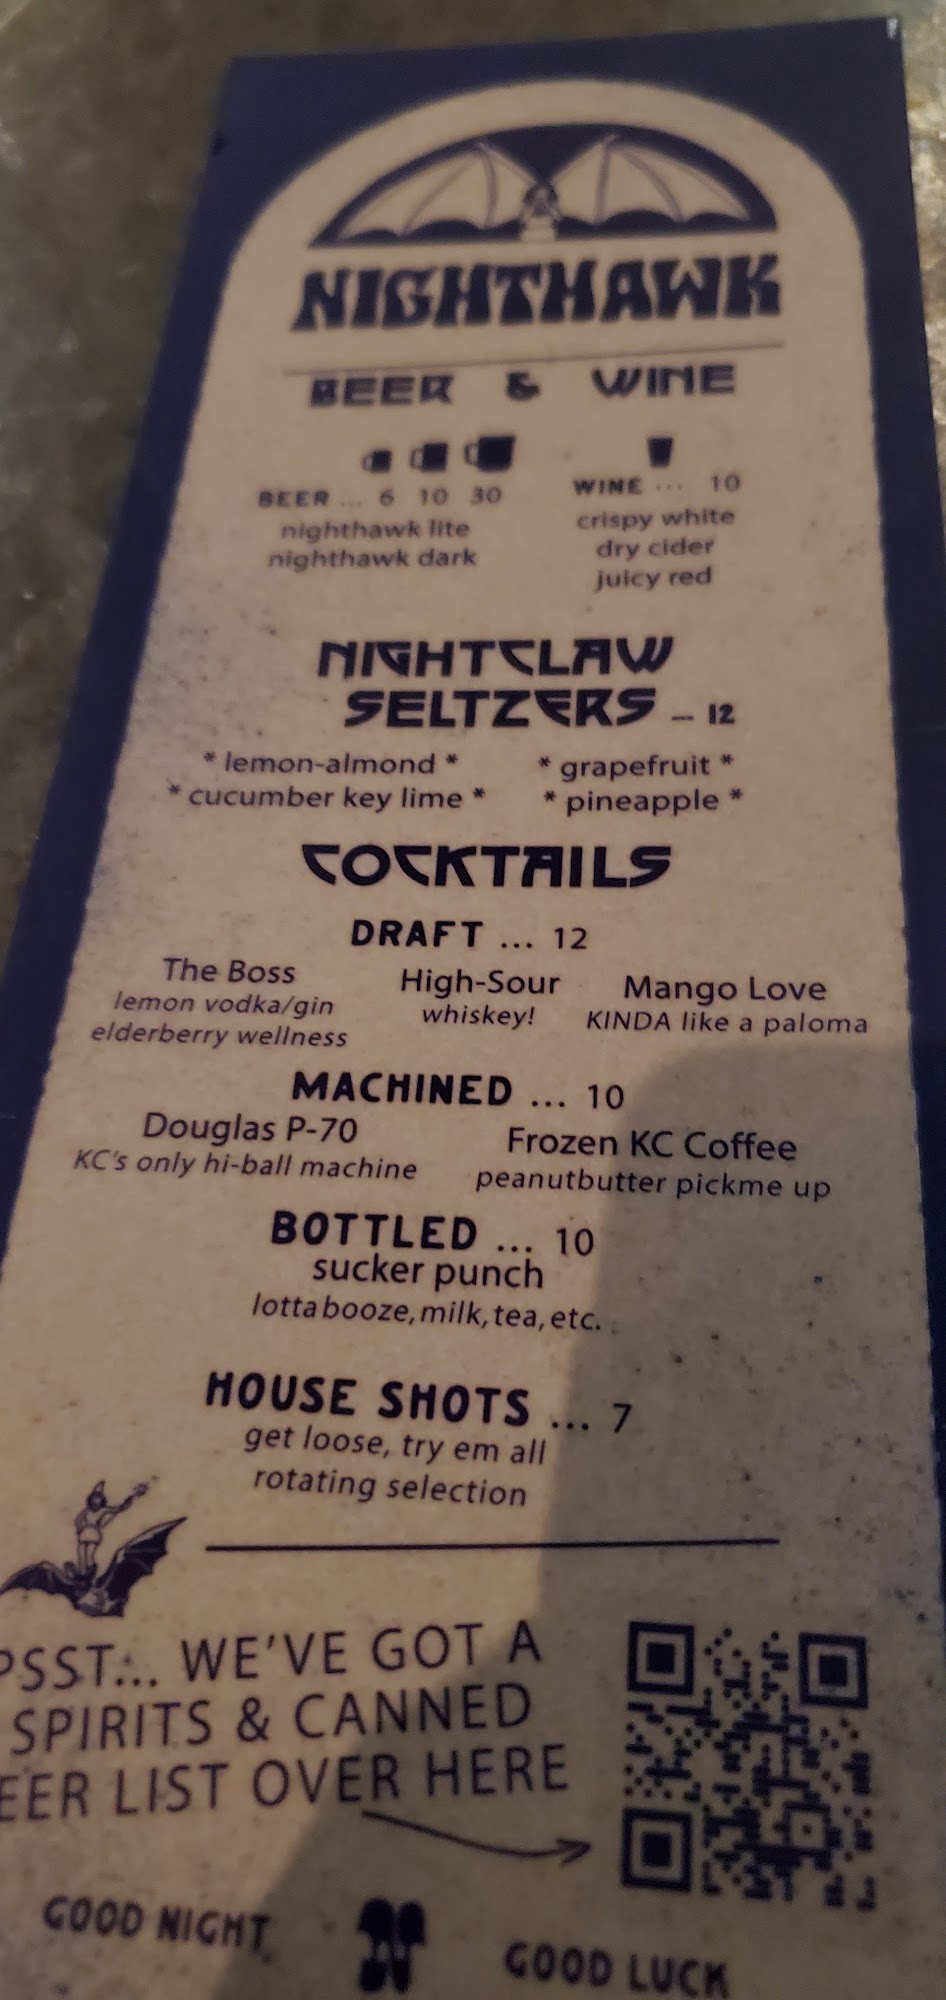 NIGHTHAWK
BEER & WINE
BEER ... 6 10 30
nighthawk lite
nighthawk dark
WINE ... 10
crispy white
dry cider
juicy red
NIGHTCLAW
SELTZERS ... 12
* lemon-almond * * grapefruit *
* cucumber key lime * * pineapple *
COCKTAILS
DRAFT ... 12
The Boss
lemon vodka/gin
elderberry wellness
High-Sour
whiskey!
Mango Love
KINDA like a paloma
MACHINED ... 10
Douglas P-70
KC's only hi-ball machine
Frozen KC Coffee
peanutbutter pickme up
BOTTLED ... 10
sucker punch
lotta booze, milk, tea, etc.
HOUSE SHOTS ... 7
get loose, try em all
rotating selection
PSST... WE'VE GOT A
SPIRITS & CANNED
EER LIST OVER HERE
GOOD NIGHT
GOOD LUCK